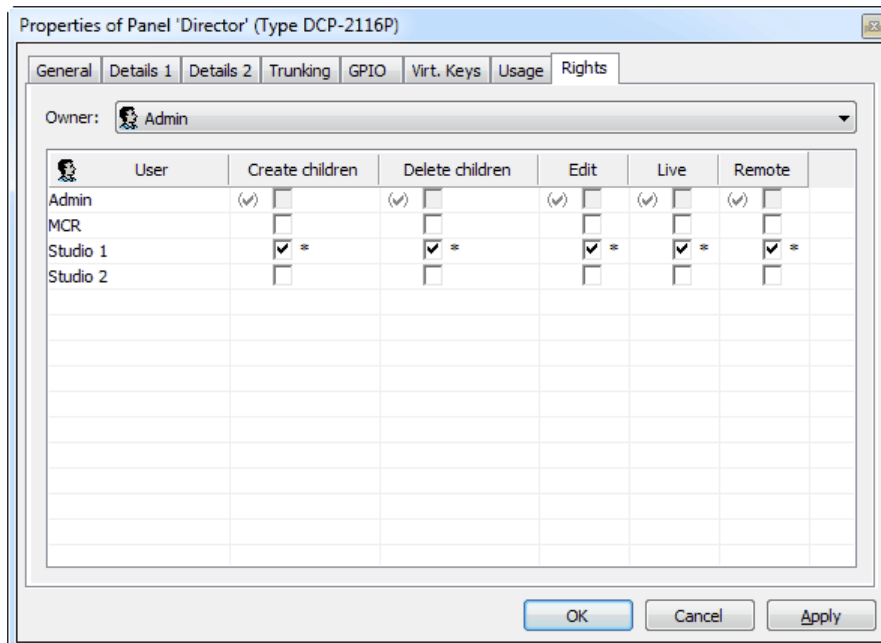 Properties of Panel 'Director' (Type DCP-2116P)
General Details 1 Details 2 Trunking GPIO Virt. Keys Usage Rights
Owner: Admin
User Create children Delete children Edit Live Remote
Admin (✓) (✓) (✓) (✓) (✓)
MCR
Studio 1 * * * * *
Studio 2
OK Cancel Apply